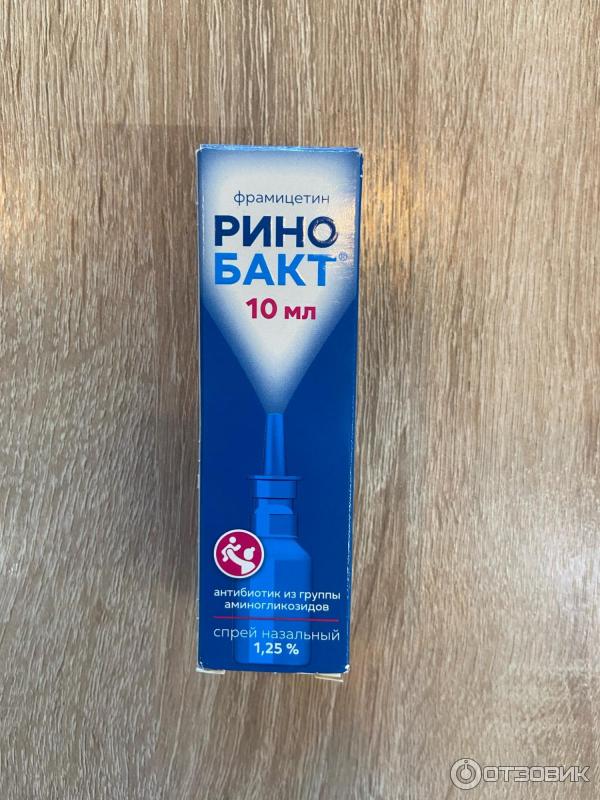 фрамицетин
РИНО
БАКТ®
10 мл
антибиотик из группы
аминогликозидов
спрей назальный
1,25 %
ОТЗОВИК